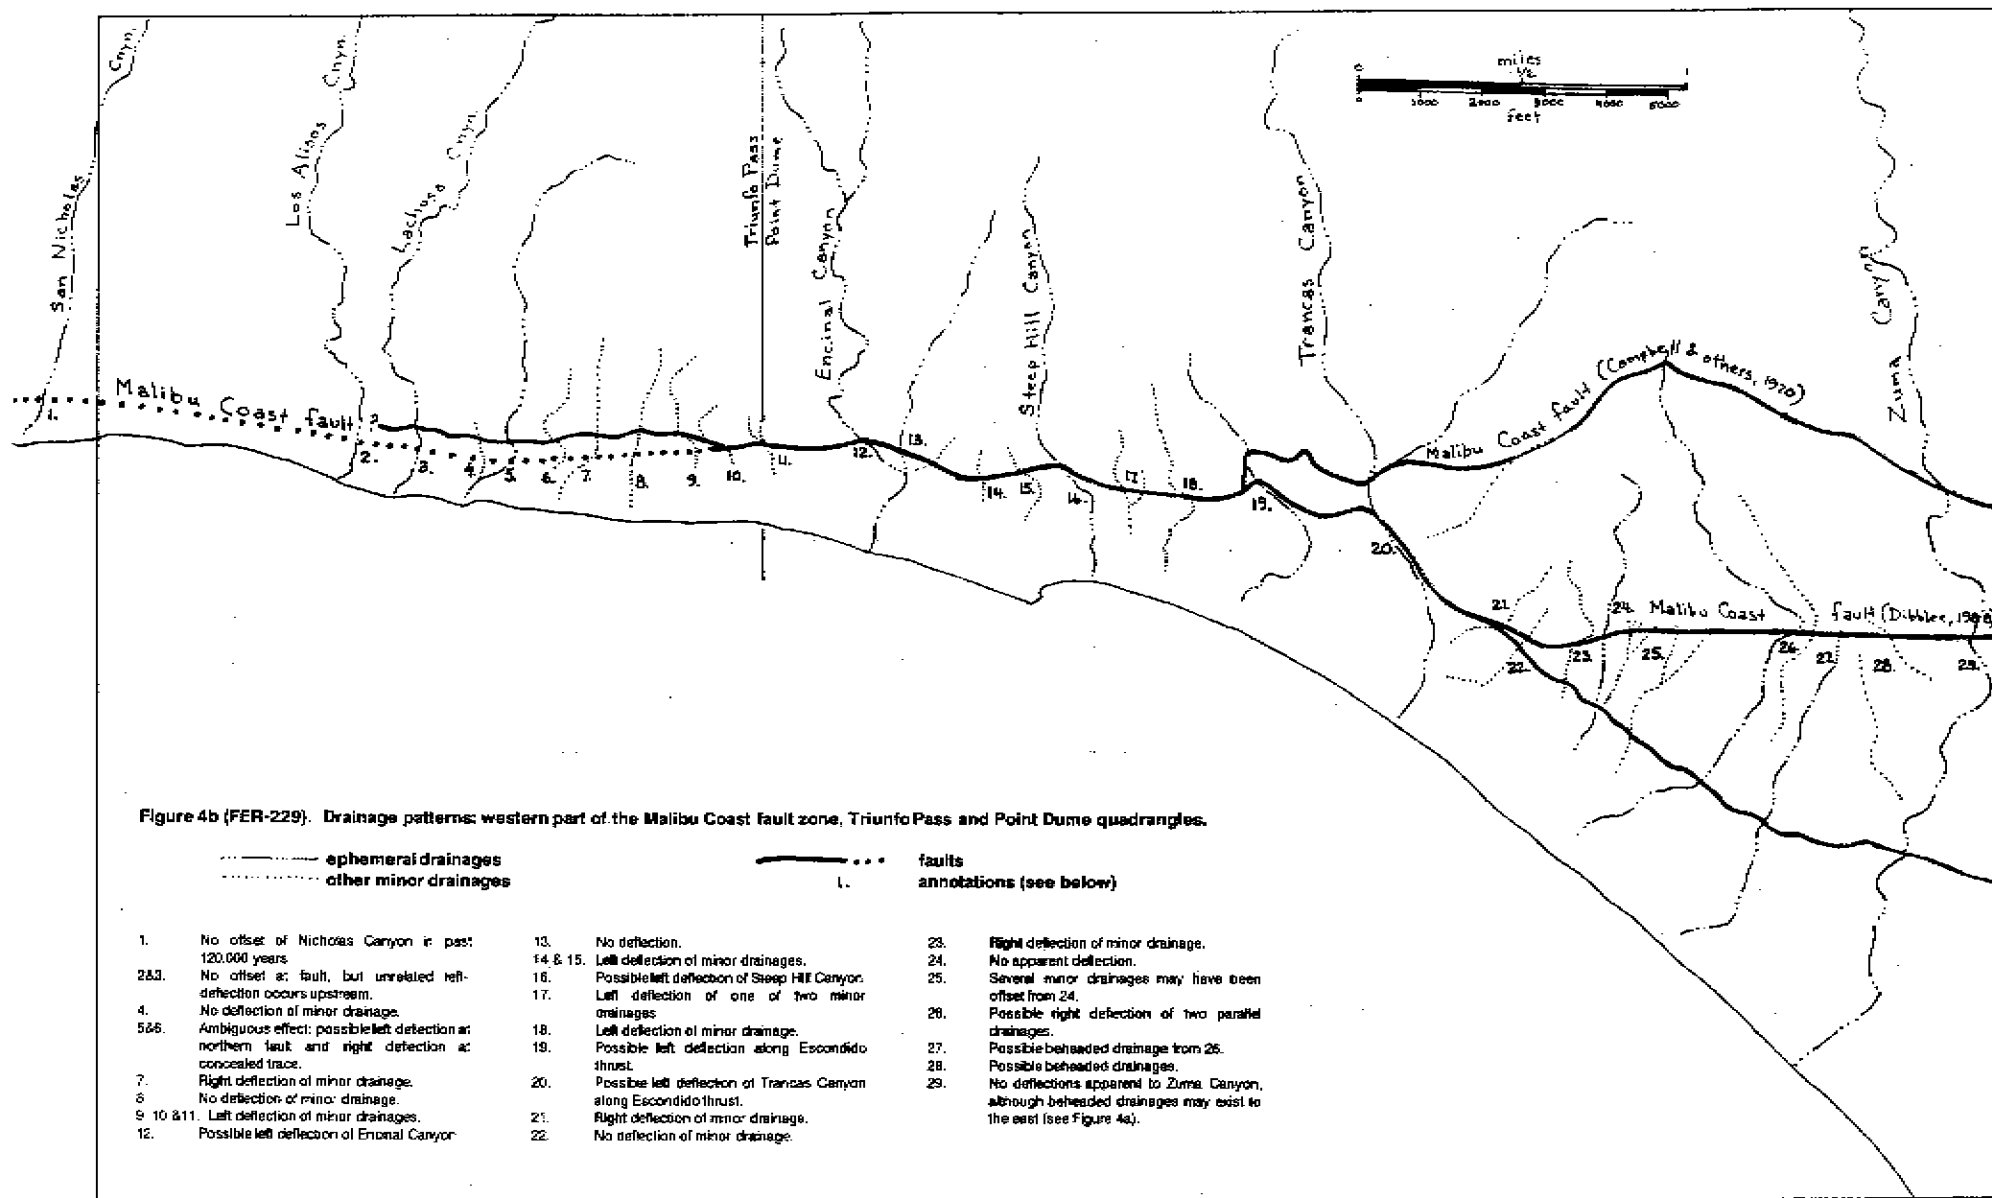 Cnyn.
Cnyn.
Cnyn.
San Nicholas
Los Alisos
Lachusa
Triunfo Pass
Point Dume
Encinal Canyon
Steep Hill Canyon
Trancas Canyon
Zuma Canyon
miles
0 1/2 1
0 1000 2000 3000 4000 5000
feet
Malibu Coast fault
Malibu Coast fault (Campbell & others, 1970)
Malibu Coast fault (Dibblee,
1.
2.
3.
4.
5.
6.
7.
8.
9.
10.
11.
12.
13.
14.
15.
16.
17.
18.
19.
20.
21.
22.
23.
24.
25.
26.
27.
28.
29.
Figure 4b (FER-229). Drainage patterns: western part of the Malibu Coast fault zone, Triunfo Pass and Point Dume quadrangles.
ephemeral drainages
other minor drainages
faults
1. annotations (see below)
1. No offset of Nicholas Canyon in past
120,000 years
2&3. No offset at fault, but unrelated left-
deflection occurs upstream.
4. No deflection of minor drainage.
5&6. Ambiguous effect: possible left deflection at
northern fault and right deflection at
concealed trace.
7. Right deflection of minor drainage.
8 No deflection of minor drainage.
9 10 &11. Left deflection of minor drainages.
12. Possible left deflection of Encinal Canyon
13. No deflection.
14 & 15. Left deflection of minor drainages.
16. Possible left deflection of Steep Hill Canyon
17. Left deflection of one of two minor
drainages
18. Left deflection of minor drainage.
19. Possible left deflection along Escondido
thrust.
20. Possible left deflection of Trancas Canyon
along Escondido thrust.
21. Right deflection of minor drainage.
22. No deflection of minor drainage.
23. Right deflection of minor drainage.
24. No apparent deflection.
25. Several minor drainages may have been
offset from 24.
26. Possible right deflection of two parallel
drainages.
27. Possible beheaded drainage from 26.
28. Possible beheaded drainages.
29. No deflections apparent to Zuma Canyon,
although beheaded drainages may exist to
the east (see Figure 4a).